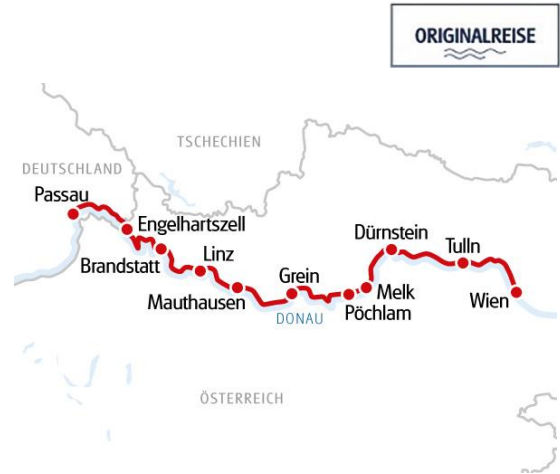 ORIGINALREISE
TSCHECHIEN
DEUTSCHLAND
Passau
Engelhartszell
Brandstatt
Linz
Mauthausen
Grein
DONAU
Dürnstein
Tulln
Melk
Pöchlam
Wien
ÖSTERREICH